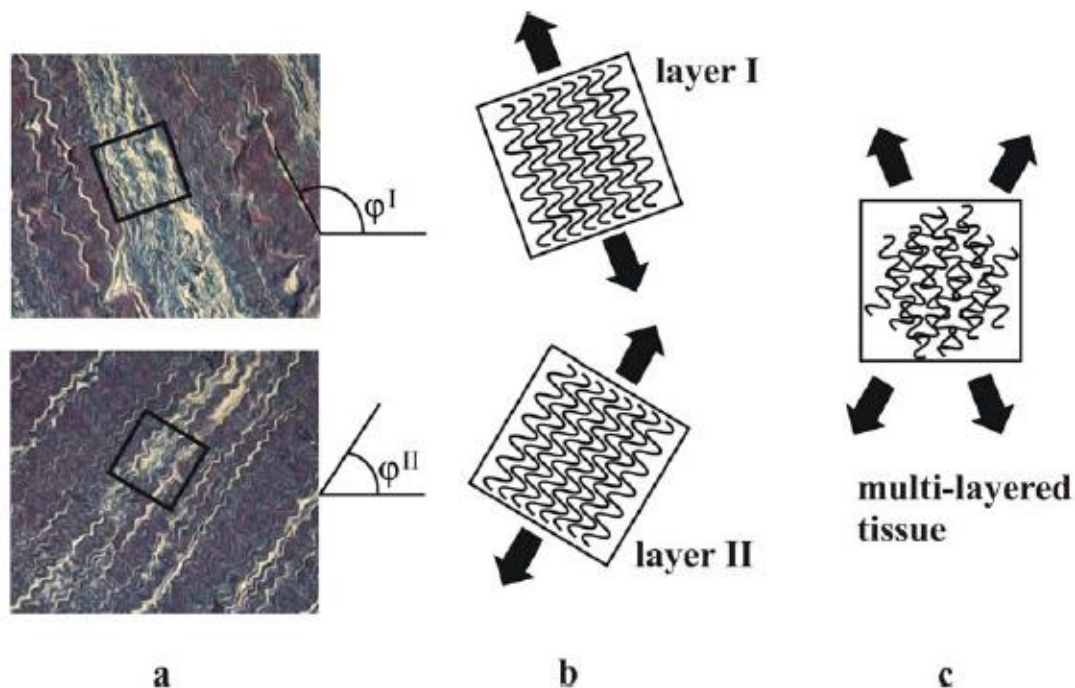 layer I
φI
φII
layer II
multi-layered
tissue
a
b
c